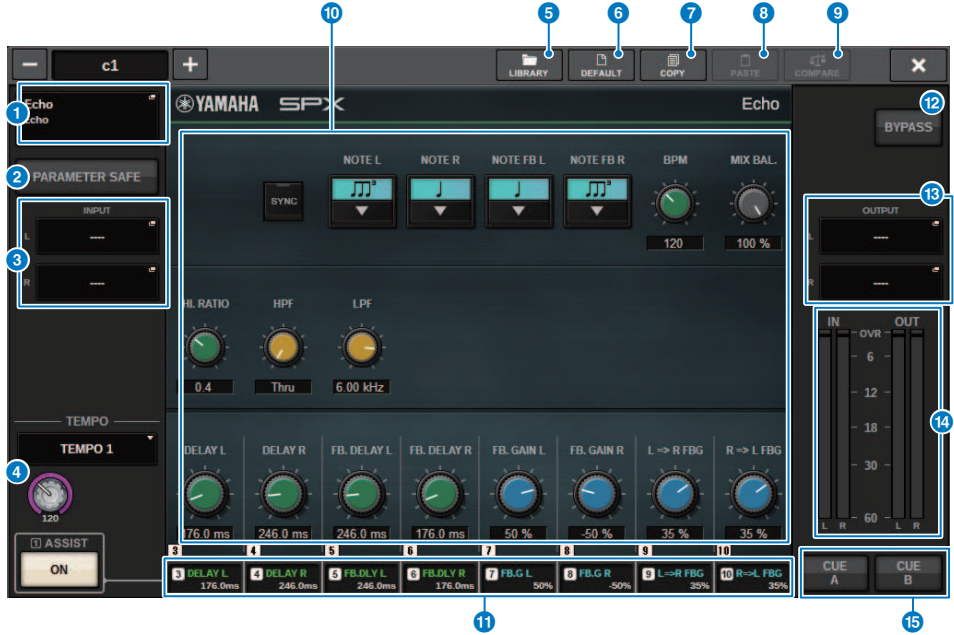 10 5 6 7 8 9
c1
LIBRARY DEFAULT COPY PASTE COMPARE
1
Echo
Echo
YAMAHA SPX Echo
12
BYPASS
2
PARAMETER SAFE
NOTE L NOTE R NOTE FB L NOTE FB R BPM MIX BAL.
SYNC
3 3
120 100 %
13
INPUT
L ----
3
R ----
OUTPUT
L ----
R ----
HI. RATIO HPF LPF
0.4 Thru 6.00 kHz
IN OUT
OVR
6
12
18
30
60
L R L R
14
TEMPO
TEMPO 1
4
120
DELAY L DELAY R FB. DELAY L FB. DELAY R FB. GAIN L FB. GAIN R L => R FBG R => L FBG
176.0 ms 246.0 ms 246.0 ms 176.0 ms 50 % -50 % 35 % 35 %
1 ASSIST
ON
3 4 5 6 7 8 9 10
3 DELAY L 4 DELAY R 5 FB.DLY L 6 FB.DLY R 7 FB.G L 8 FB.G R 9 L=>R FBG 10 R=>L FBG
176.0ms 246.0ms 246.0ms 176.0ms 50% -50% 35% 35%
CUE A
CUE B
11 15